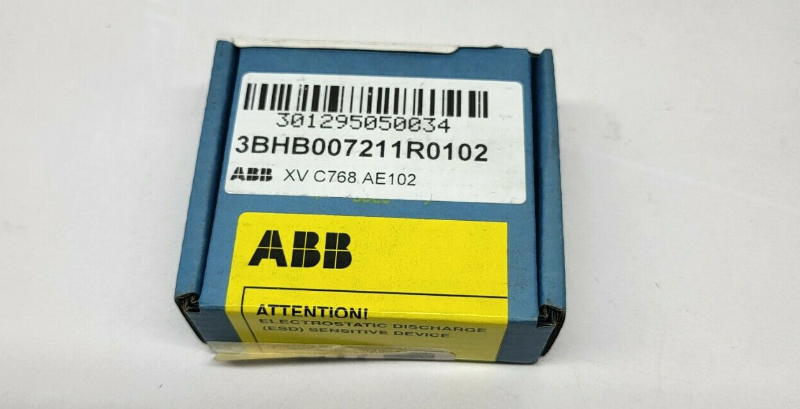 301295050034
3BHB007211R0102
ABB XV C768 AE102
ABB
ATTENTION!
ELECTROSTATIC DISCHARGE
(ESD) SENSITIVE DEVICE